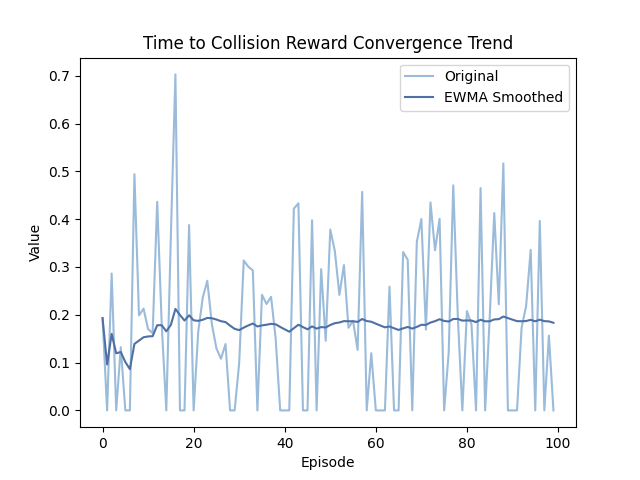 Time to Collision Reward Convergence Trend
Original
EWMA Smoothed
Value
0.7
0.6
0.5
0.4
0.3
0.2
0.1
0.0
0 20 40 60 80 100
Episode